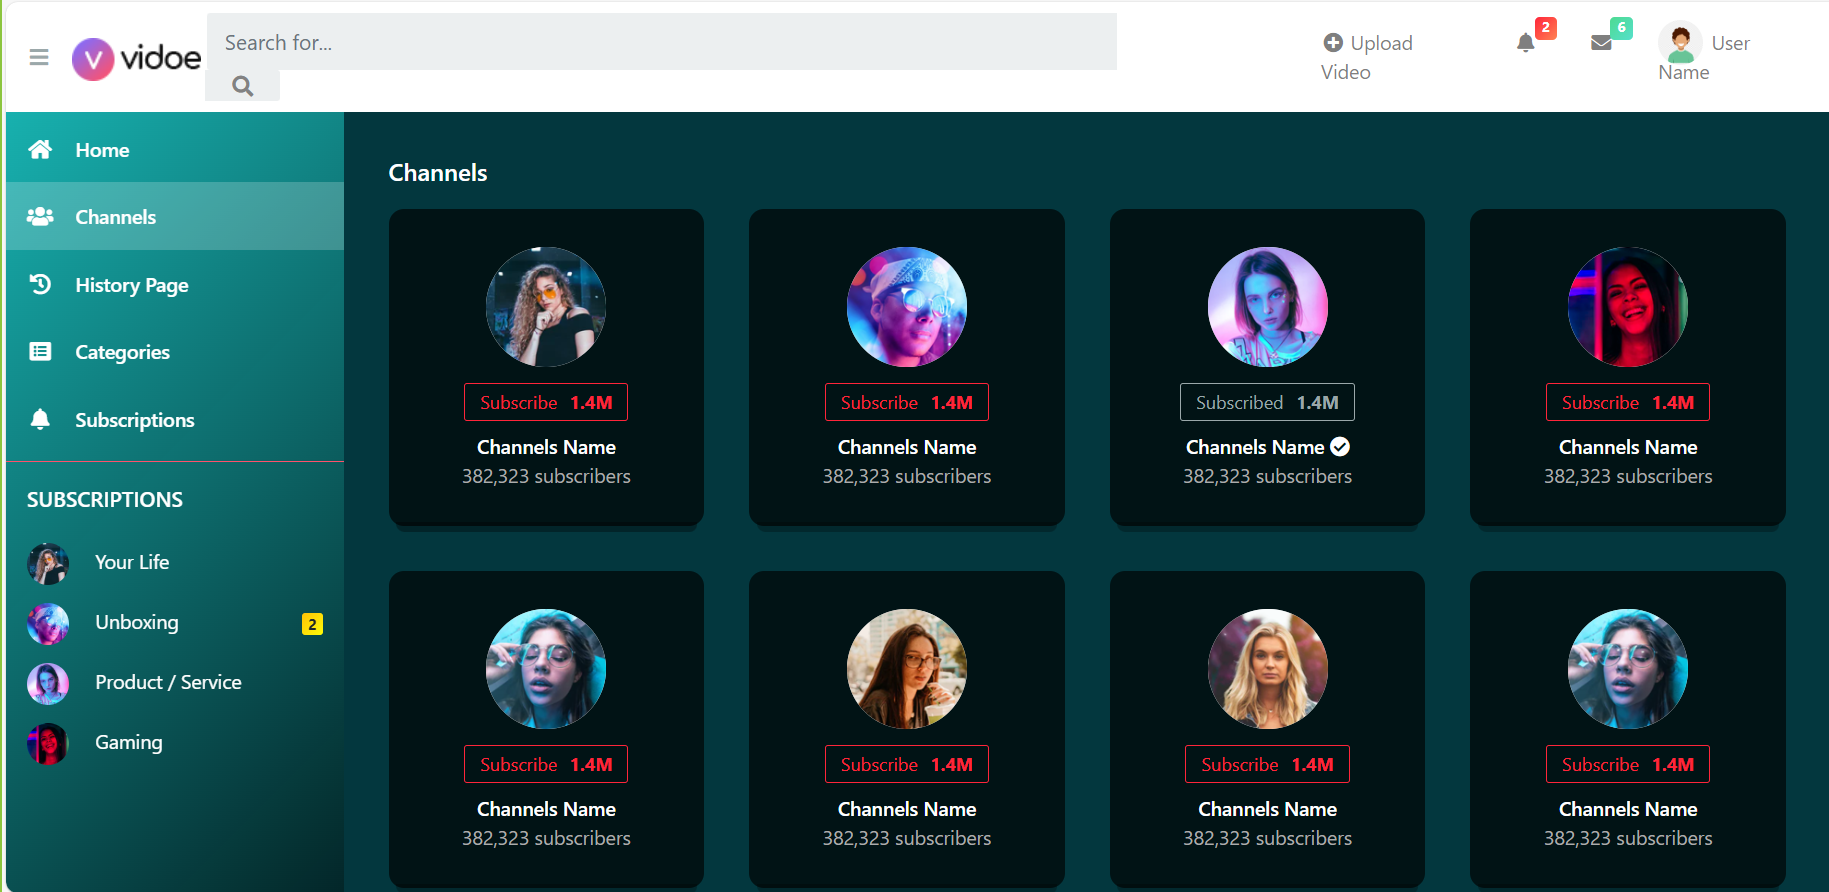 V vidoe
Search for...
Upload
Video
2
6
User
Name
Home
Channels
History Page
Categories
Subscriptions
SUBSCRIPTIONS
Your Life
Unboxing 2
Product / Service
Gaming
Channels
Subscribe 1.4M
Channels Name
382,323 subscribers
Subscribe 1.4M
Channels Name
382,323 subscribers
Subscribed 1.4M
Channels Name
382,323 subscribers
Subscribe 1.4M
Channels Name
382,323 subscribers
Subscribe 1.4M
Channels Name
382,323 subscribers
Subscribe 1.4M
Channels Name
382,323 subscribers
Subscribe 1.4M
Channels Name
382,323 subscribers
Subscribe 1.4M
Channels Name
382,323 subscribers